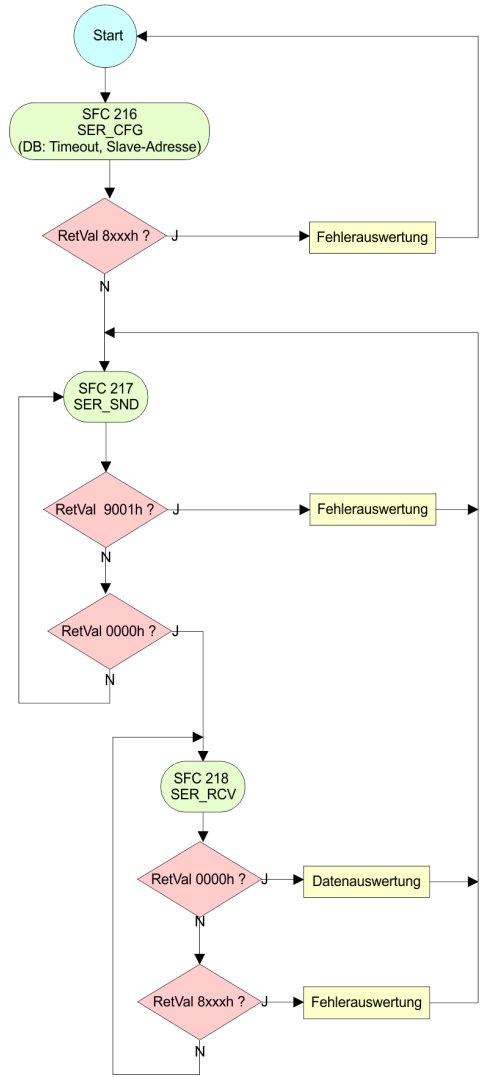 Start
SFC 216
SER_CFG
(DB: Timeout, Slave-Adresse)
RetVal 8xxxh ?
J
Fehlerauswertung
N
SFC 217
SER_SND
RetVal  9001h ?
J
Fehlerauswertung
N
RetVal 0000h ?
J
N
SFC 218
SER_RCV
RetVal 0000h ?
J
Datenauswertung
N
RetVal 8xxxh ?
J
Fehlerauswertung
N